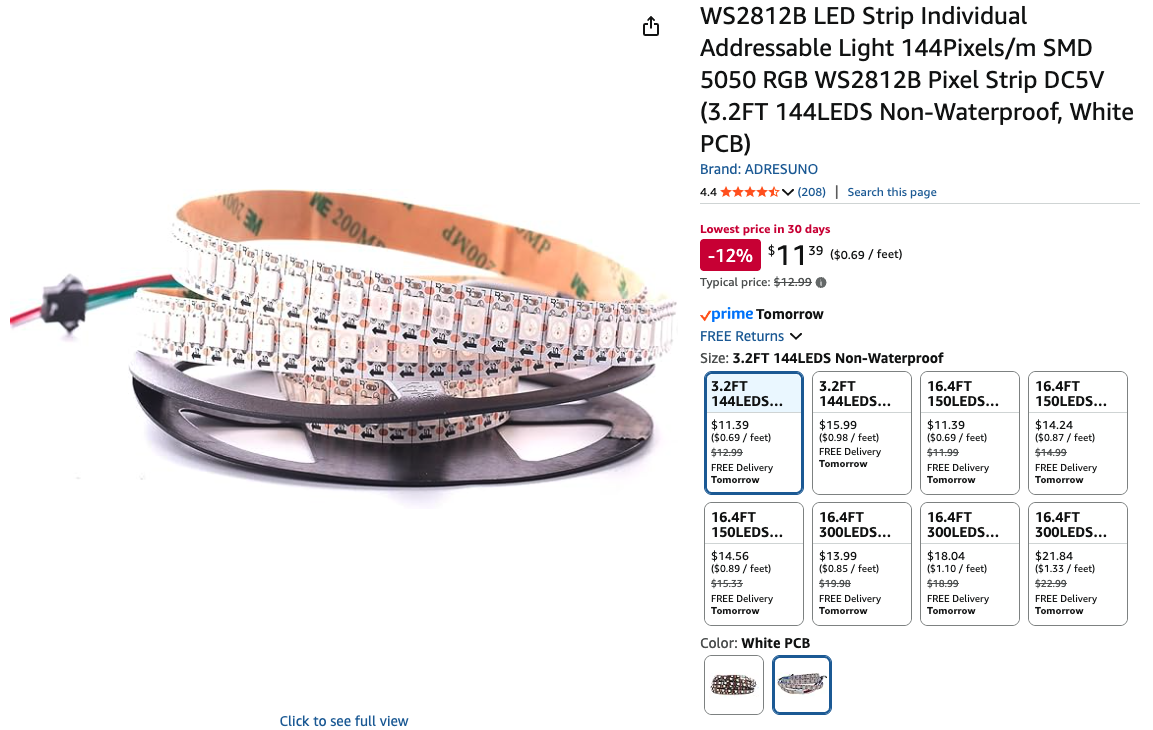 WS2812B LED Strip Individual
Addressable Light 144Pixels/m SMD
5050 RGB WS2812B Pixel Strip DC5V
(3.2FT 144LEDS Non-Waterproof, White
PCB)
Brand: ADRESUNO
4.4 (208) | Search this page
Lowest price in 30 days
-12% $11 39 ($0.69 / feet)
Typical price: $12.99
prime Tomorrow
FREE Returns
Size: 3.2FT 144LEDS Non-Waterproof
3.2FT
144LEDS...
$11.39
($0.69 / feet)
$12.99
FREE Delivery
Tomorrow
3.2FT
144LEDS...
$15.99
($0.98 / feet)
FREE Delivery
Tomorrow
16.4FT
150LEDS...
$11.39
($0.69 / feet)
$11.99
FREE Delivery
Tomorrow
16.4FT
150LEDS...
$14.24
($0.87 / feet)
$14.99
FREE Delivery
Tomorrow
16.4FT
150LEDS...
$14.56
($0.89 / feet)
$15.33
FREE Delivery
Tomorrow
16.4FT
300LEDS...
$13.99
($0.85 / feet)
$19.98
FREE Delivery
Tomorrow
16.4FT
300LEDS...
$18.04
($1.10 / feet)
$18.99
FREE Delivery
Tomorrow
16.4FT
300LEDS...
$21.84
($1.33 / feet)
$22.99
FREE Delivery
Tomorrow
Color: White PCB
200MP
Click to see full view